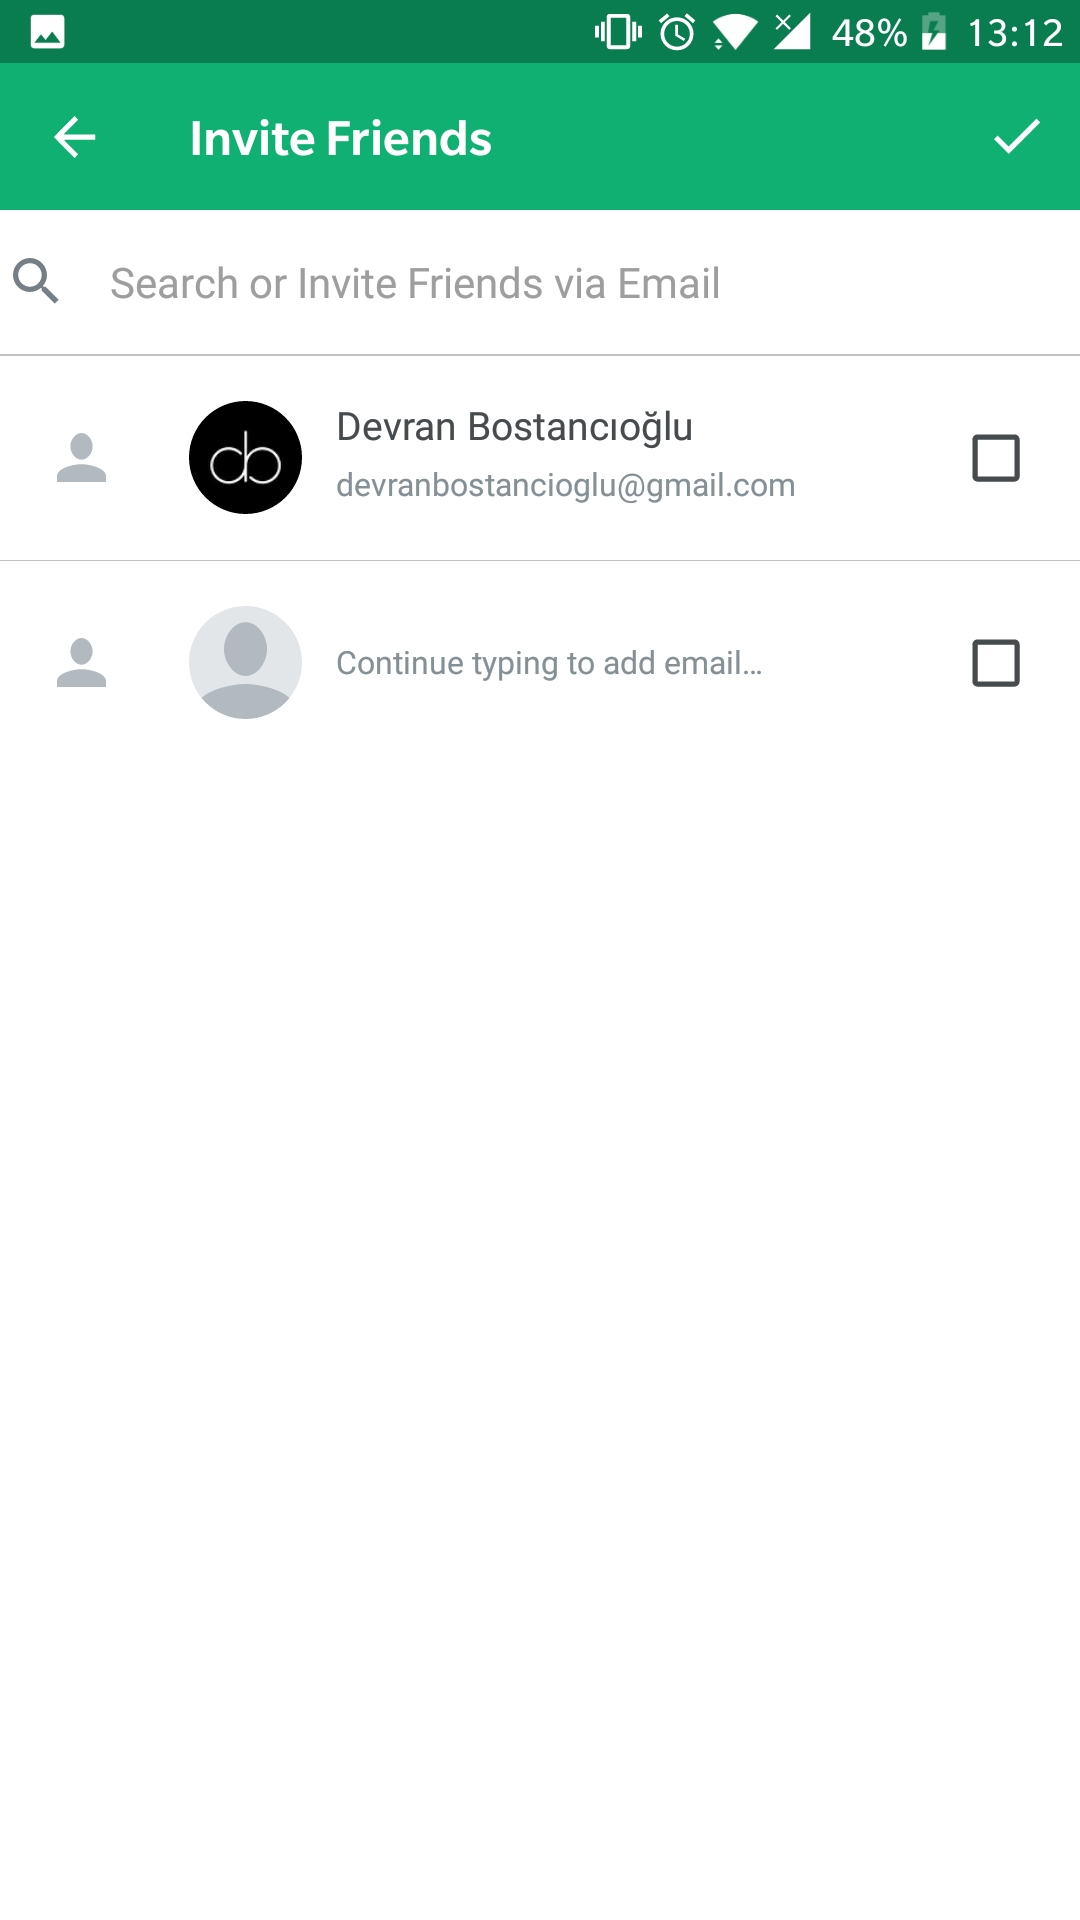 48% 13:12
Invite Friends
Search or Invite Friends via Email
db
Devran Bostancıoğlu
devranbostancioglu@gmail.com
Continue typing to add email...